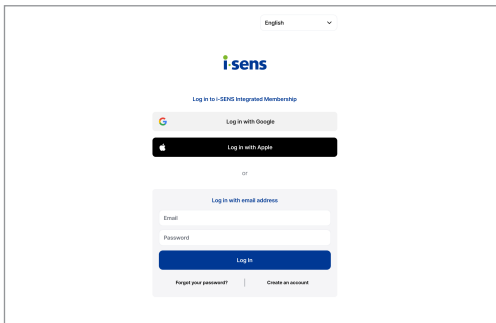 English
i-sens
Log in to i-SENS Integrated Membership
Log in with Google
Log in with Apple
or
Log in with email address
Email
Password
Log In
Forgot your password? | Create an account